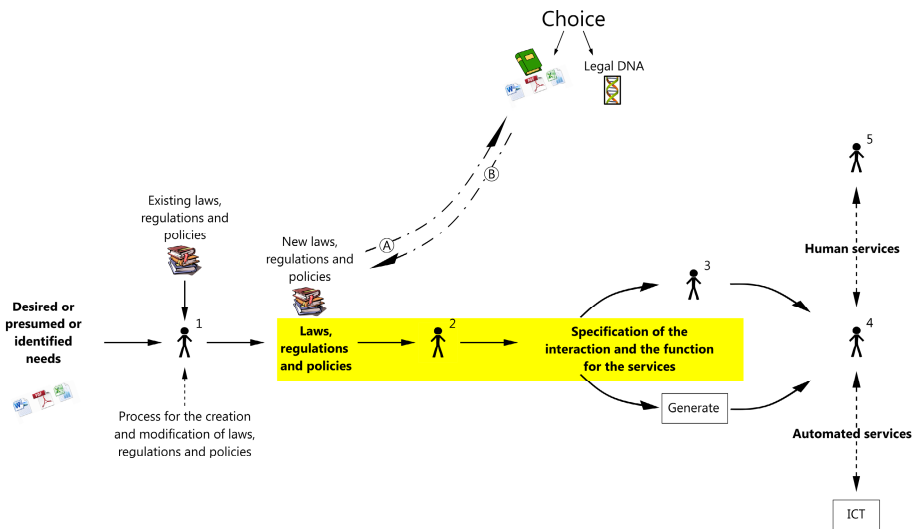 Choice
Legal DNA
PDF
B
A
5
Existing laws,
regulations and
policies
New laws,
regulations and
policies
Human services
3
Desired or
presumed or
identified
needs
1
Laws,
regulations
and policies
2
Specification of the
interaction and the function
for the services
4
PDF
Process for the creation
and modification of laws,
regulations and policies
Generate
Automated services
ICT